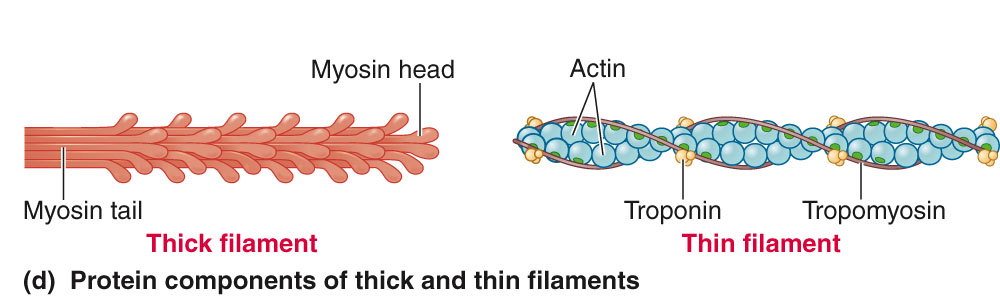 Myosin head
Actin
Myosin tail
Troponin
Tropomyosin
Thick filament
Thin filament
(d) Protein components of thick and thin filaments